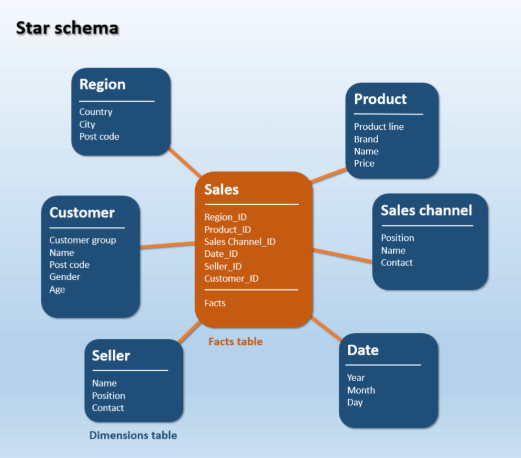 Star schema
Region
Country
City
Post code
Product
Product line
Brand
Name
Price
Sales
Region_ID
Product_ID
Sales Channel_ID
Date_ID
Seller_ID
Customer_ID
Facts
Facts table
Customer
Customer group
Name
Post code
Gender
Age
Sales channel
Position
Name
Contact
Seller
Name
Position
Contact
Dimensions table
Date
Year
Month
Day